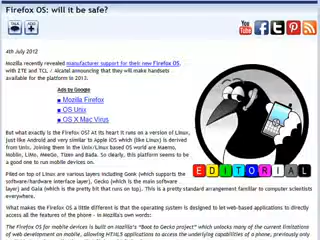 Firefox OS: will it be safe?
You Tube
TALK
ADD
4th July 2012
Mozilla recently revealed manufacturer support for their new Firefox OS,
with ZTE and TCL / Alcatel announcing that they will make handsets
available for the platform in 2013.
Ads by Google
Mozilla Firefox
OS Unix
OS X Mac Virus
But what exactly is the Firefox OS? At its heart it runs on a version of Linux,
just like Android and very similar to Apple iOS which (like Linux) is derived
from Unix. Joining them in the Unix/Linux based OS world are Maemo,
Moblin, LiMo, MeeGo, Tizen and Bada. So clearly, this platform seems to be
a good one to run mobile devices on.
EDITORIAL
Piled on top of Linux are various layers including Gonk (which supports the
software/hardware interface layer), Gecko (which is the main software
layer) and Gaia (which is the pretty bit that runs on top). This is a pretty standard arrangement familiar to computer scientists
everywhere.
What makes the Firefox OS a little different is that the operating system is designed to let web-based applications to directly
access all the features of the phone - in Mozilla's own words:
The Firefox OS for mobile devices is built on Mozilla's "Boot to Gecko project" which unlocks many of the current limitations
of web development on mobile, allowing HTML5 applications to access the underlying capabilities of a phone, previously only